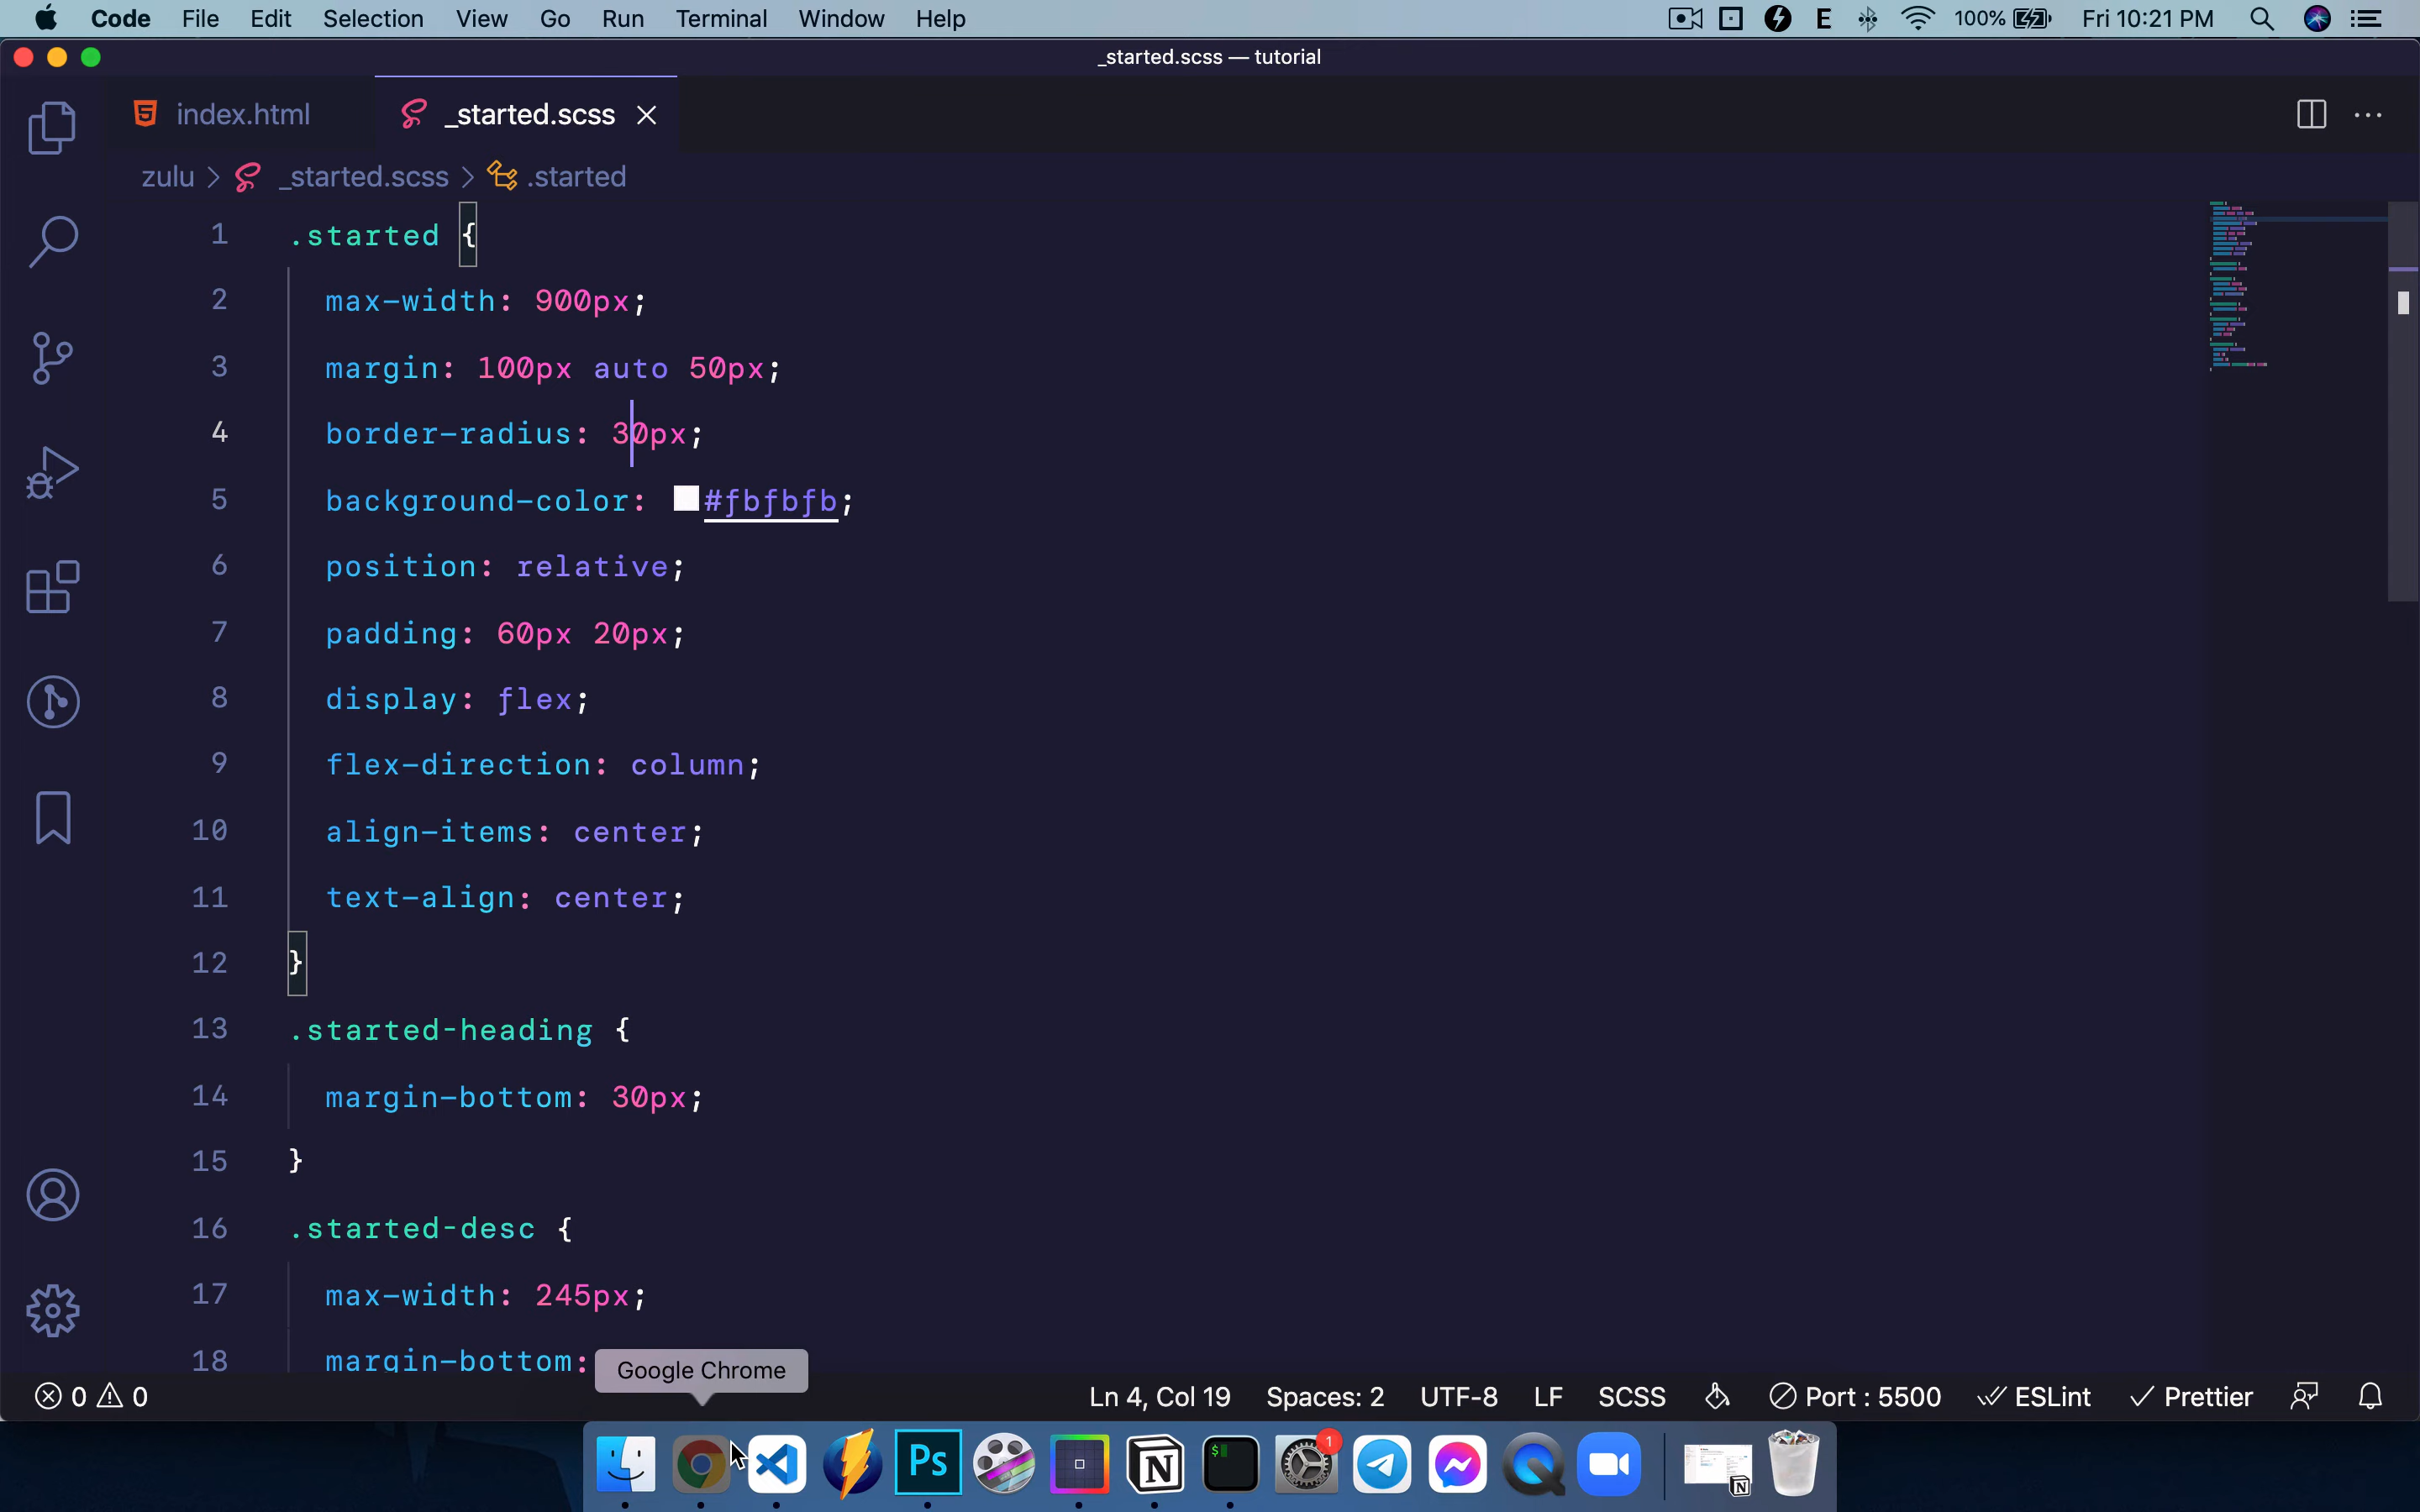 Code File Edit Selection View Go Run Terminal Window Help E 100% Fri 10:21 PM
_started.scss — tutorial
index.html _started.scss
zulu > _started.scss > .started
1 .started {
2 max-width: 900px;
3 margin: 100px auto 50px;
4 border-radius: 30px;
5 background-color: #fbfbfb;
6 position: relative;
7 padding: 60px 20px;
8 display: flex;
9 flex-direction: column;
10 align-items: center;
11 text-align: center;
12 }
13 .started-heading {
14 margin-bottom: 30px;
15 }
16 .started-desc {
17 max-width: 245px;
18 margin-bottom:
Google Chrome
0 0 Ln 4, Col 19 Spaces: 2 UTF-8 LF SCSS Port : 5500 ESLint Prettier
Ps N $ 1 N